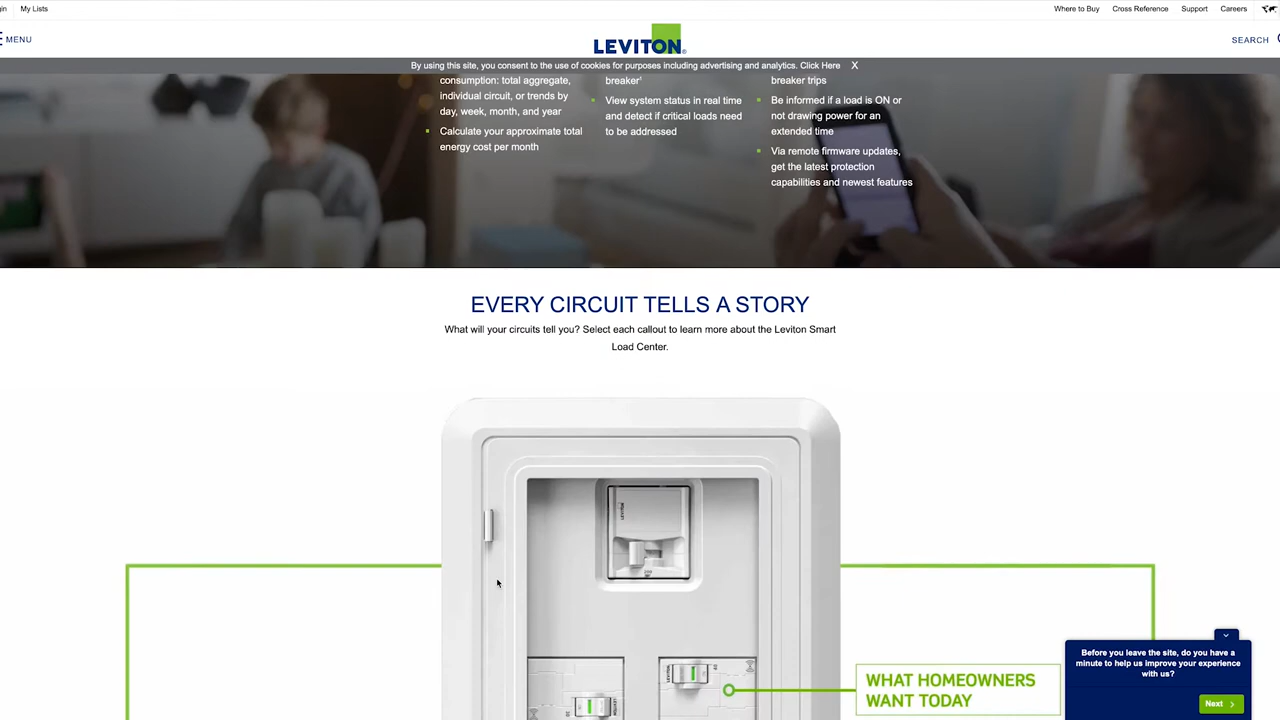 gin
My Lists
Where to Buy
Cross Reference
Support
Careers
MENU
LEVITON
SEARCH
By using this site, you consent to the use of cookies for purposes including advertising and analytics. Click Here
X
consumption: total aggregate,
individual circuit, or trends by
day, week, month, and year
Calculate your approximate total
energy cost per month
breaker¹
View system status in real time
and detect if critical loads need
to be addressed
breaker trips
Be informed if a load is ON or
not drawing power for an
extended time
Via remote firmware updates,
get the latest protection
capabilities and newest features
EVERY CIRCUIT TELLS A STORY
What will your circuits tell you? Select each callout to learn more about the Leviton Smart
Load Center.
WHAT HOMEOWNERS
WANT TODAY
Before you leave the site, do you have a
minute to help us improve your experience
with us?
Next